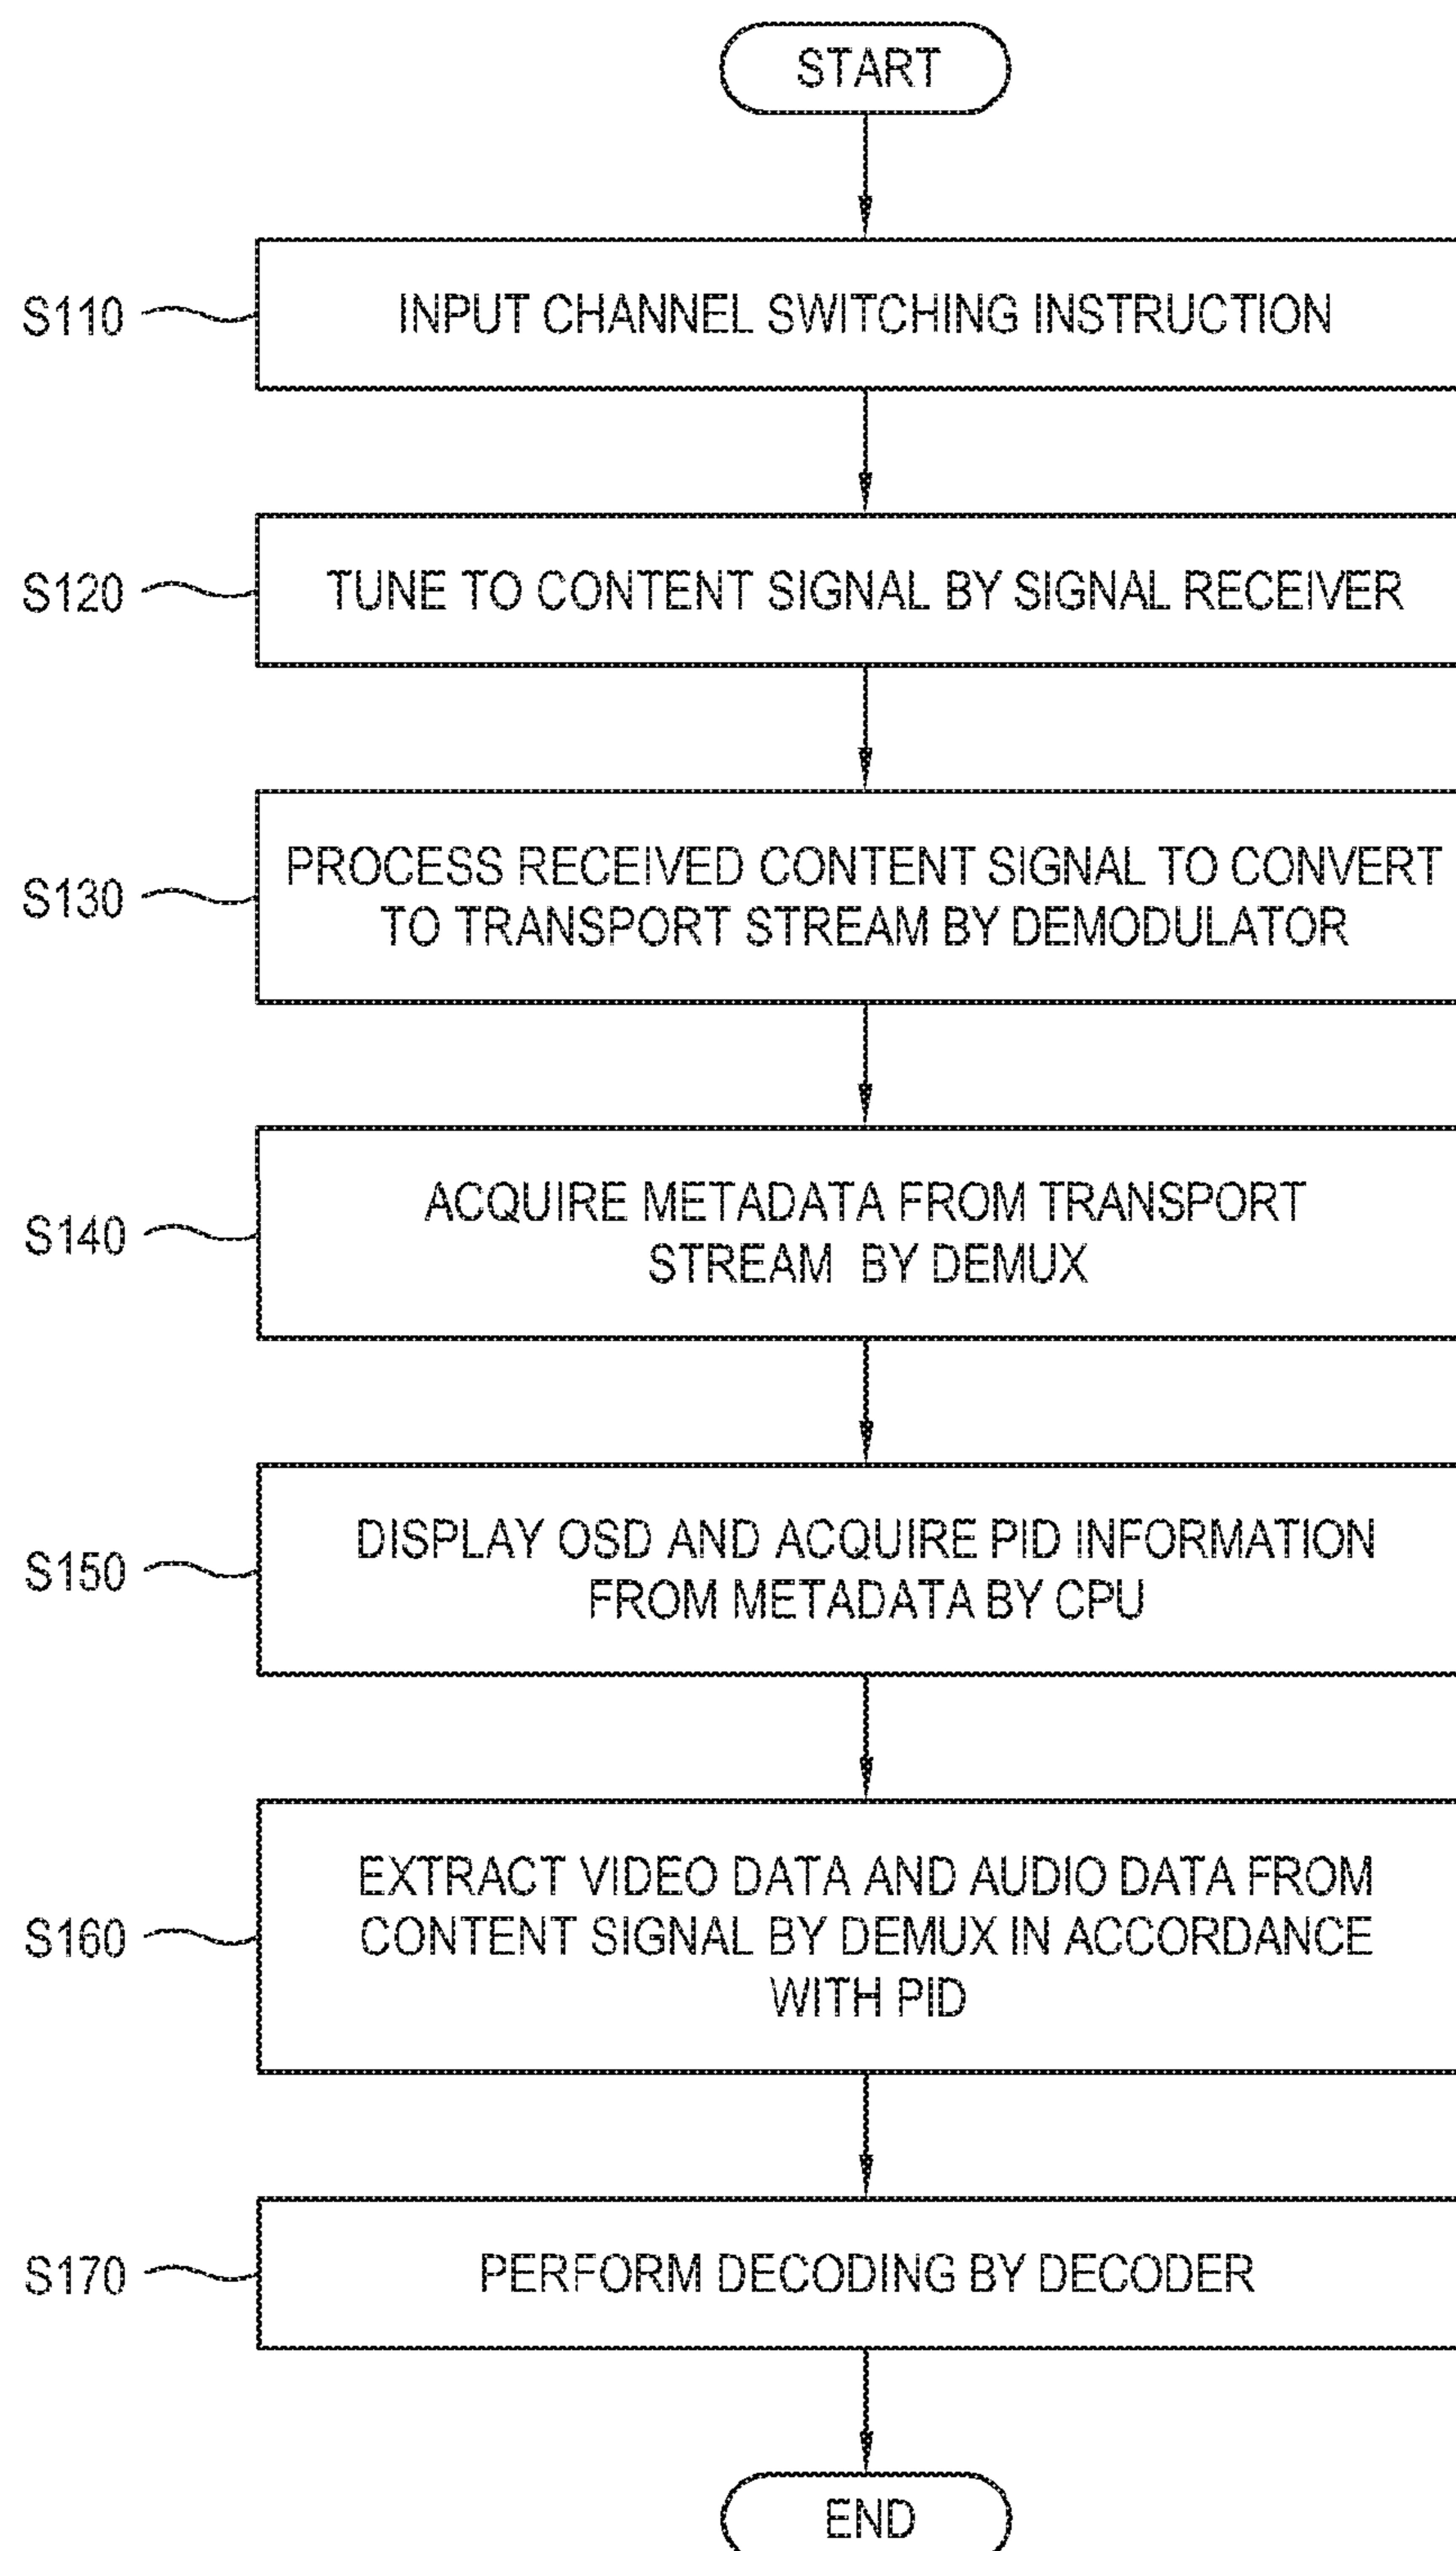 START
S110
INPUT CHANNEL SWITCHING INSTRUCTION
S120
TUNE TO CONTENT SIGNAL BY SIGNAL RECEIVER
S130
PROCESS RECEIVED CONTENT SIGNAL TO CONVERT
TO TRANSPORT STREAM BY DEMODULATOR
S140
ACQUIRE METADATA FROM TRANSPORT
STREAM BY DEMUX
S150
DISPLAY OSD AND ACQUIRE PID INFORMATION
FROM METADATA BY CPU
S160
EXTRACT VIDEO DATA AND AUDIO DATA FROM
CONTENT SIGNAL BY DEMUX IN ACCORDANCE
WITH PID
S170
PERFORM DECODING BY DECODER
END